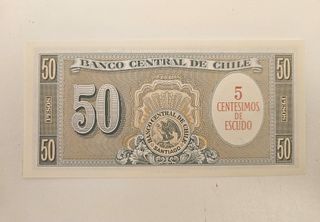 50 BANCO CENTRAL DE CHILE 50
PESOS
50
BANCO CENTRAL DE CHILE
SANTIAGO
5
CENTESIMOS
DE
ESCUDO
PESOS
50 50